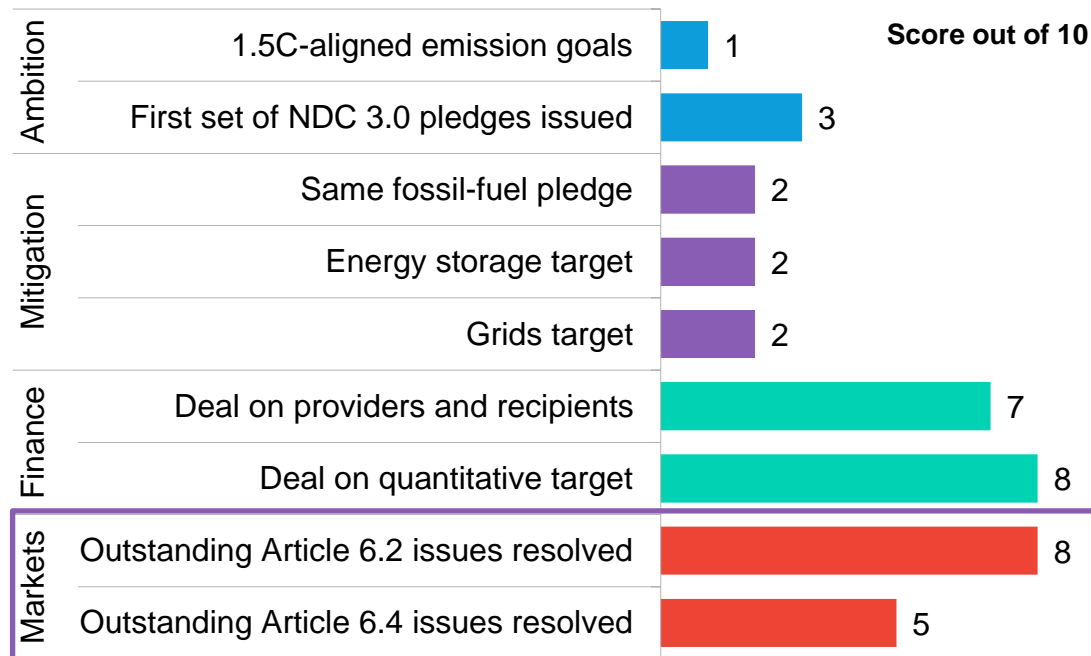 Score out of 10
Ambition
1.5C-aligned emission goals
1
First set of NDC 3.0 pledges issued
3
Mitigation
Same fossil-fuel pledge
2
Energy storage target
2
Grids target
2
Finance
Deal on providers and recipients
7
Deal on quantitative target
8
Markets
Outstanding Article 6.2 issues resolved
8
Outstanding Article 6.4 issues resolved
5